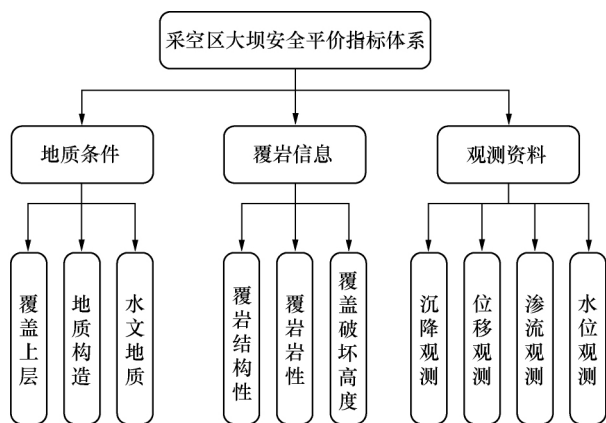 采空区大坝安全平价指标体系
地质条件
覆岩信息
观测资料
覆盖上层
地质构造
水文地质
覆岩结构性
覆岩岩性
覆盖破坏高度
沉降观测
位移观测
渗流观测
水位观测